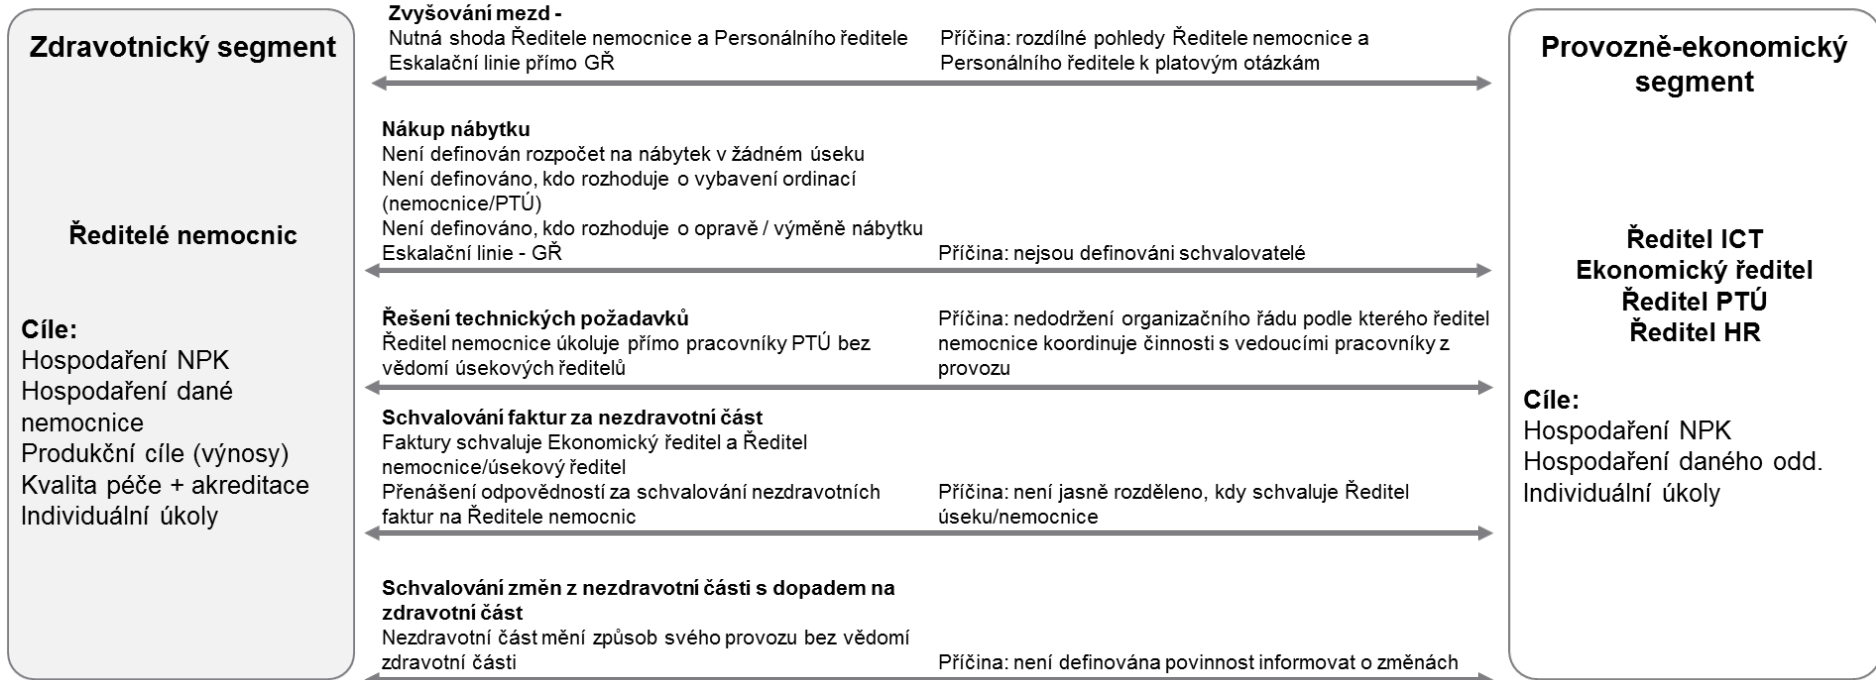 Zdravotnický segment
Ředitelé nemocnic
Cíle:
Hospodaření NPK
Hospodaření dané
nemocnice
Produkční cíle (výnosy)
Kvalita péče + akreditace
Individuální úkoly
Zvyšování mezd -
Nutná shoda Ředitele nemocnice a Personálního ředitele
Eskalační linie přímo GŘ
Příčina: rozdílné pohledy Ředitele nemocnice a
Personálního ředitele k platovým otázkám
Nákup nábytku
Není definován rozpočet na nábytek v žádném úseku
Není definováno, kdo rozhoduje o vybavení ordinací
(nemocnice/PTÚ)
Není definováno, kdo rozhoduje o opravě / výměně nábytku
Eskalační linie - GŘ
Příčina: nejsou definováni schvalovatelé
Řešení technických požadavků
Ředitel nemocnice úkoluje přímo pracovníky PTÚ bez
vědomí úsekových ředitelů
Příčina: nedodržení organizačního řádu podle kterého ředitel
nemocnice koordinuje činnosti s vedoucími pracovníky z
provozu
Schvalování faktur za nezdravotní část
Faktury schvaluje Ekonomický ředitel a Ředitel
nemocnice/úsekový ředitel
Přenášení odpovědností za schvalování nezdravotních
faktur na Ředitele nemocnic
Příčina: není jasně rozděleno, kdy schvaluje Ředitel
úseku/nemocnice
Schvalování změn z nezdravotní části s dopadem na
zdravotní část
Nezdravotní část mění způsob svého provozu bez vědomí
zdravotní části
Příčina: není definována povinnost informovat o změnách
Provozně-ekonomický
segment
Ředitel ICT
Ekonomický ředitel
Ředitel PTÚ
Ředitel HR
Cíle:
Hospodaření NPK
Hospodaření daného odd.
Individuální úkoly